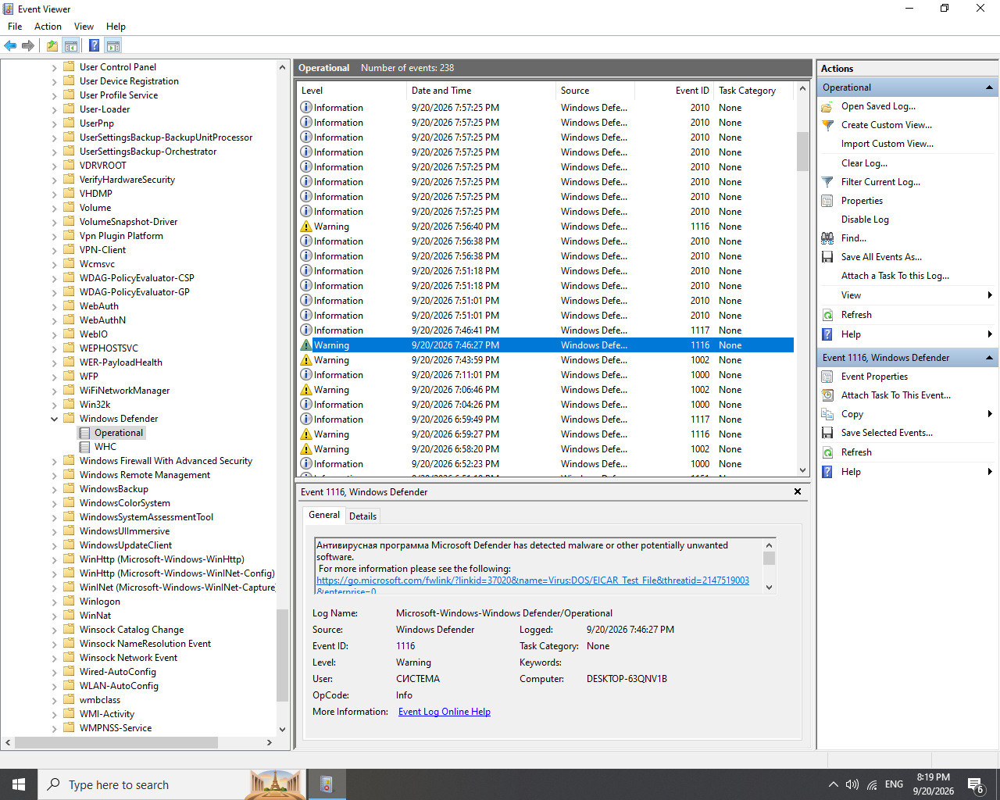 Event Viewer
File Action View Help
User Control Panel
User Device Registration
User Profile Service
User-Loader
UserPnp
UserSettingsBackup-BackupUnitProcessor
UserSettingsBackup-Orchestrator
VDRVROOT
VerifyHardwareSecurity
VHDMP
Volume
VolumeSnapshot-Driver
Vpn Plugin Platform
VPN-Client
Wcmsvc
WDAG-PolicyEvaluator-CSP
WDAG-PolicyEvaluator-GP
WebAuth
WebAuthN
WebIO
WEPHOSTSVC
WER-PayloadHealth
WFP
WiFiNetworkManager
Win32k
Windows Defender
Operational
WHC
Windows Firewall With Advanced Security
Windows Remote Management
WindowsBackup
WindowsColorSystem
WindowsSystemAssessmentTool
WindowsUIImmersive
WindowsUpdateClient
WinHttp (Microsoft-Windows-WinHttp)
WinHttp (Microsoft-Windows-WinINet-Config)
WinINet (Microsoft-Windows-WinINet-Capture
Winlogon
WinNat
Winsock Catalog Change
Winsock NameResolution Event
Winsock Network Event
Wired-AutoConfig
WLAN-AutoConfig
wmbclass
WMI-Activity
WMPNSS-Service
Operational Number of events: 238
Level Date and Time Source Event ID Task Category
Information 9/20/2026 7:57:25 PM Windows Defe... 2010 None
Information 9/20/2026 7:57:25 PM Windows Defe... 2010 None
Information 9/20/2026 7:57:25 PM Windows Defe... 2010 None
Information 9/20/2026 7:57:25 PM Windows Defe... 2010 None
Information 9/20/2026 7:57:25 PM Windows Defe... 2010 None
Information 9/20/2026 7:57:25 PM Windows Defe... 2010 None
Information 9/20/2026 7:57:25 PM Windows Defe... 2010 None
Information 9/20/2026 7:57:25 PM Windows Defe... 2010 None
Warning 9/20/2026 7:56:40 PM Windows Defe... 1116 None
Information 9/20/2026 7:56:38 PM Windows Defe... 2010 None
Information 9/20/2026 7:56:38 PM Windows Defe... 2010 None
Information 9/20/2026 7:51:18 PM Windows Defe... 2010 None
Information 9/20/2026 7:51:18 PM Windows Defe... 2010 None
Information 9/20/2026 7:51:01 PM Windows Defe... 2010 None
Information 9/20/2026 7:51:01 PM Windows Defe... 2010 None
Information 9/20/2026 7:46:41 PM Windows Defe... 1117 None
Warning 9/20/2026 7:46:27 PM Windows Defe... 1116 None
Warning 9/20/2026 7:43:59 PM Windows Defe... 1002 None
Information 9/20/2026 7:11:01 PM Windows Defe... 1000 None
Warning 9/20/2026 7:06:46 PM Windows Defe... 1002 None
Information 9/20/2026 7:04:26 PM Windows Defe... 1000 None
Information 9/20/2026 6:59:49 PM Windows Defe... 1117 None
Warning 9/20/2026 6:59:27 PM Windows Defe... 1116 None
Warning 9/20/2026 6:58:20 PM Windows Defe... 1002 None
Information 9/20/2026 6:52:23 PM Windows Defe... 1000 None
Event 1116, Windows Defender
General Details
Антивирусная программа Microsoft Defender has detected malware or other potentially unwanted
software.
For more information please see the following:
https://go.microsoft.com/fwlink/?linkid=37020&name=Virus:DOS/EICAR_Test_File&threatid=2147519003
&enterprise=0
Log Name: Microsoft-Windows-Windows Defender/Operational
Source: Windows Defender Logged: 9/20/2026 7:46:27 PM
Event ID: 1116 Task Category: None
Level: Warning Keywords:
User: СИСТЕМА Computer: DESKTOP-63QNV1B
OpCode: Info
More Information: Event Log Online Help
Actions
Operational
Open Saved Log...
Create Custom View...
Import Custom View...
Clear Log...
Filter Current Log...
Properties
Disable Log
Find...
Save All Events As...
Attach a Task To this Log...
View
Refresh
Help
Event 1116, Windows Defender
Event Properties
Attach Task To This Event...
Copy
Save Selected Events...
Refresh
Help
Type here to search
ENG
8:19 PM
9/20/2026
6